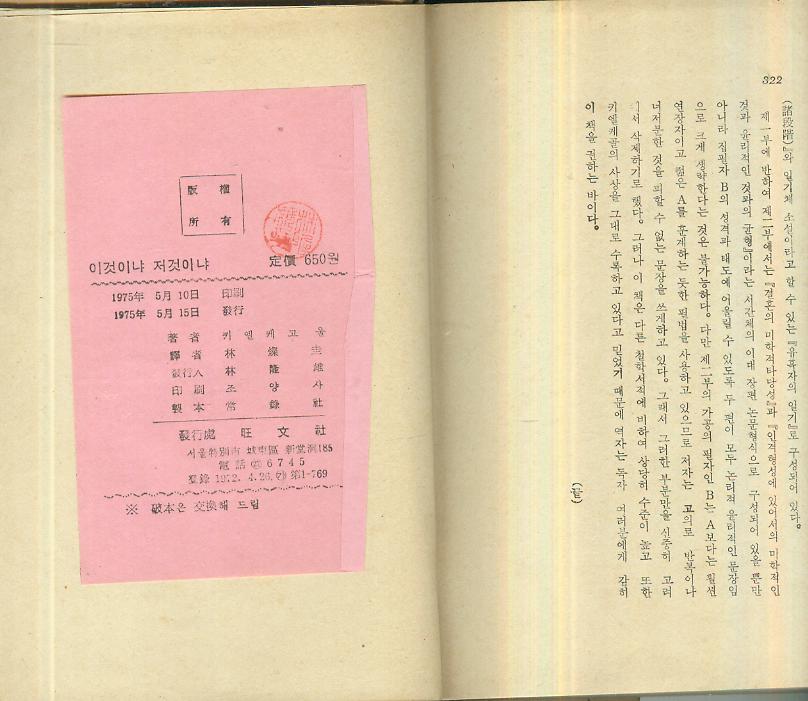 322
(諸段階)』와 일기체 소설이라고 할 수 있는 『유혹자의 일기』로 구성되어 있다.
제一부에 반하여 제二부에서는 『결혼의 미학적타당성』과 『인격형성에 있어서의 미학적인
것과 윤리적인 것과의 균형』이라는 서간체의 이대 장편 논문형식으로 구성되어 있을 뿐만
아니라 집필자 B의 성격과 태도에 어울릴 수 있도록 두 편이 모두 논리적 윤리적인 문장임
으로 크게 생략한다는 것은 불가능하다. 다만 제二부의 가공의 필자인 B는 A보다는 훨씬
연장자이고 젊은 A를 훈계하는 듯한 필법을 사용하고 있으므로 저자는 고의로 반복이나
너저분한 것을 피할 수 없는 문장을 쓰게하고 있다. 그래서 그러한 부분만을 신중히 고려
서 삭제하기로 했다. 그러나 이 책은 다른 철학서적에 비하여 상당히 수준이 높고 또한
키엘케골의 사상을 그대로 수록하고 있다고 믿었기 때문에 역자는 독자 여러분에게 감히
이 책을 권하는 바이다.
(끝)
版 權
所 有
이것이냐 저것이냐 定價 650원
1975年 5月 10日 印刷
1975年 5月 15日 發行
著 者 키 엘 케 고 올
譯 者 林 燦 圭
發行人 林 隆 雄
印 刷 조 양 사
製 本 常 錄 社
發行處 旺 文 社
서울特別市 城東區 新堂洞185
電 話 6 7 4 5
登錄 1972. 4.26. 第1-769
※ 破本은 交換해 드림